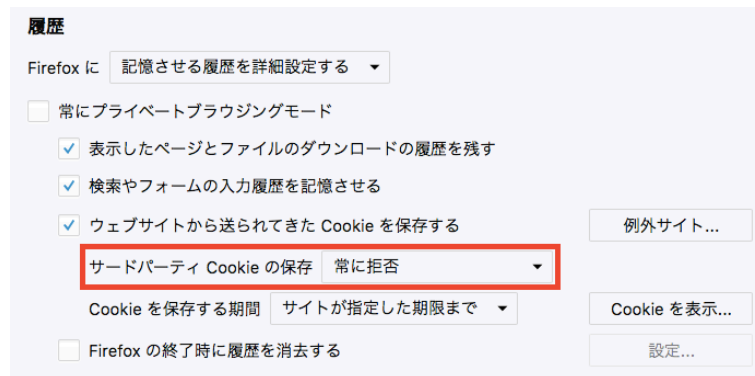 履歴
Firefox に 記憶させる履歴を詳細設定する
常にプライベートブラウジングモード
表示したページとファイルのダウンロードの履歴を残す
検索やフォームの入力履歴を記憶させる
ウェブサイトから送られてきた Cookie を保存する 例外サイト...
サードパーティ Cookie の保存 常に拒否
Cookie を保存する期間 サイトが指定した期限まで Cookie を表示...
Firefox の終了時に履歴を消去する 設定...